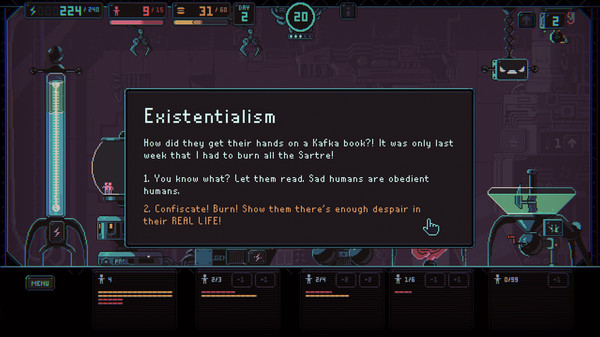 224/240
9/15
31/60
DAY
2
20
2
Existentialism
How did they get their hands on a Kafka book?! It was only last
week that I had to burn all the Sartre!
1. You know what? Let them read. Sad humans are obedient
humans.
2. Confiscate! Burn! Show them there's enough despair in
their REAL LIFE!
MENU
4
2/3
2/4
1/6
0/99